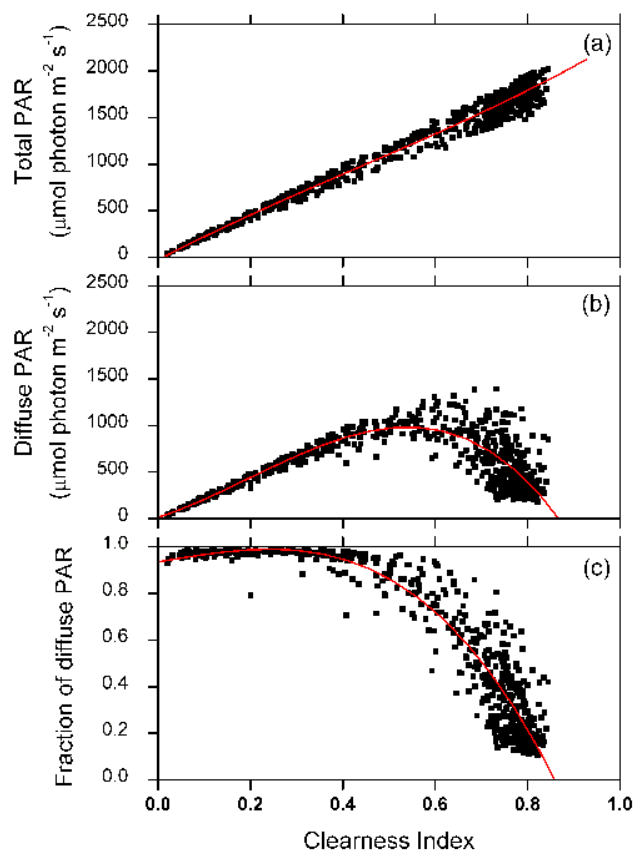 2500
2000
1500
1000
500
0
Total PAR
(μmol photon m⁻² s⁻¹)
(a)
2500
2000
1500
1000
500
0
Diffuse PAR
(μmol photon m⁻² s⁻¹)
(b)
1.0
0.8
0.6
0.4
0.2
0.0
Fraction of diffuse PAR
(c)
0.0 0.2 0.4 0.6 0.8 1.0
Clearness Index